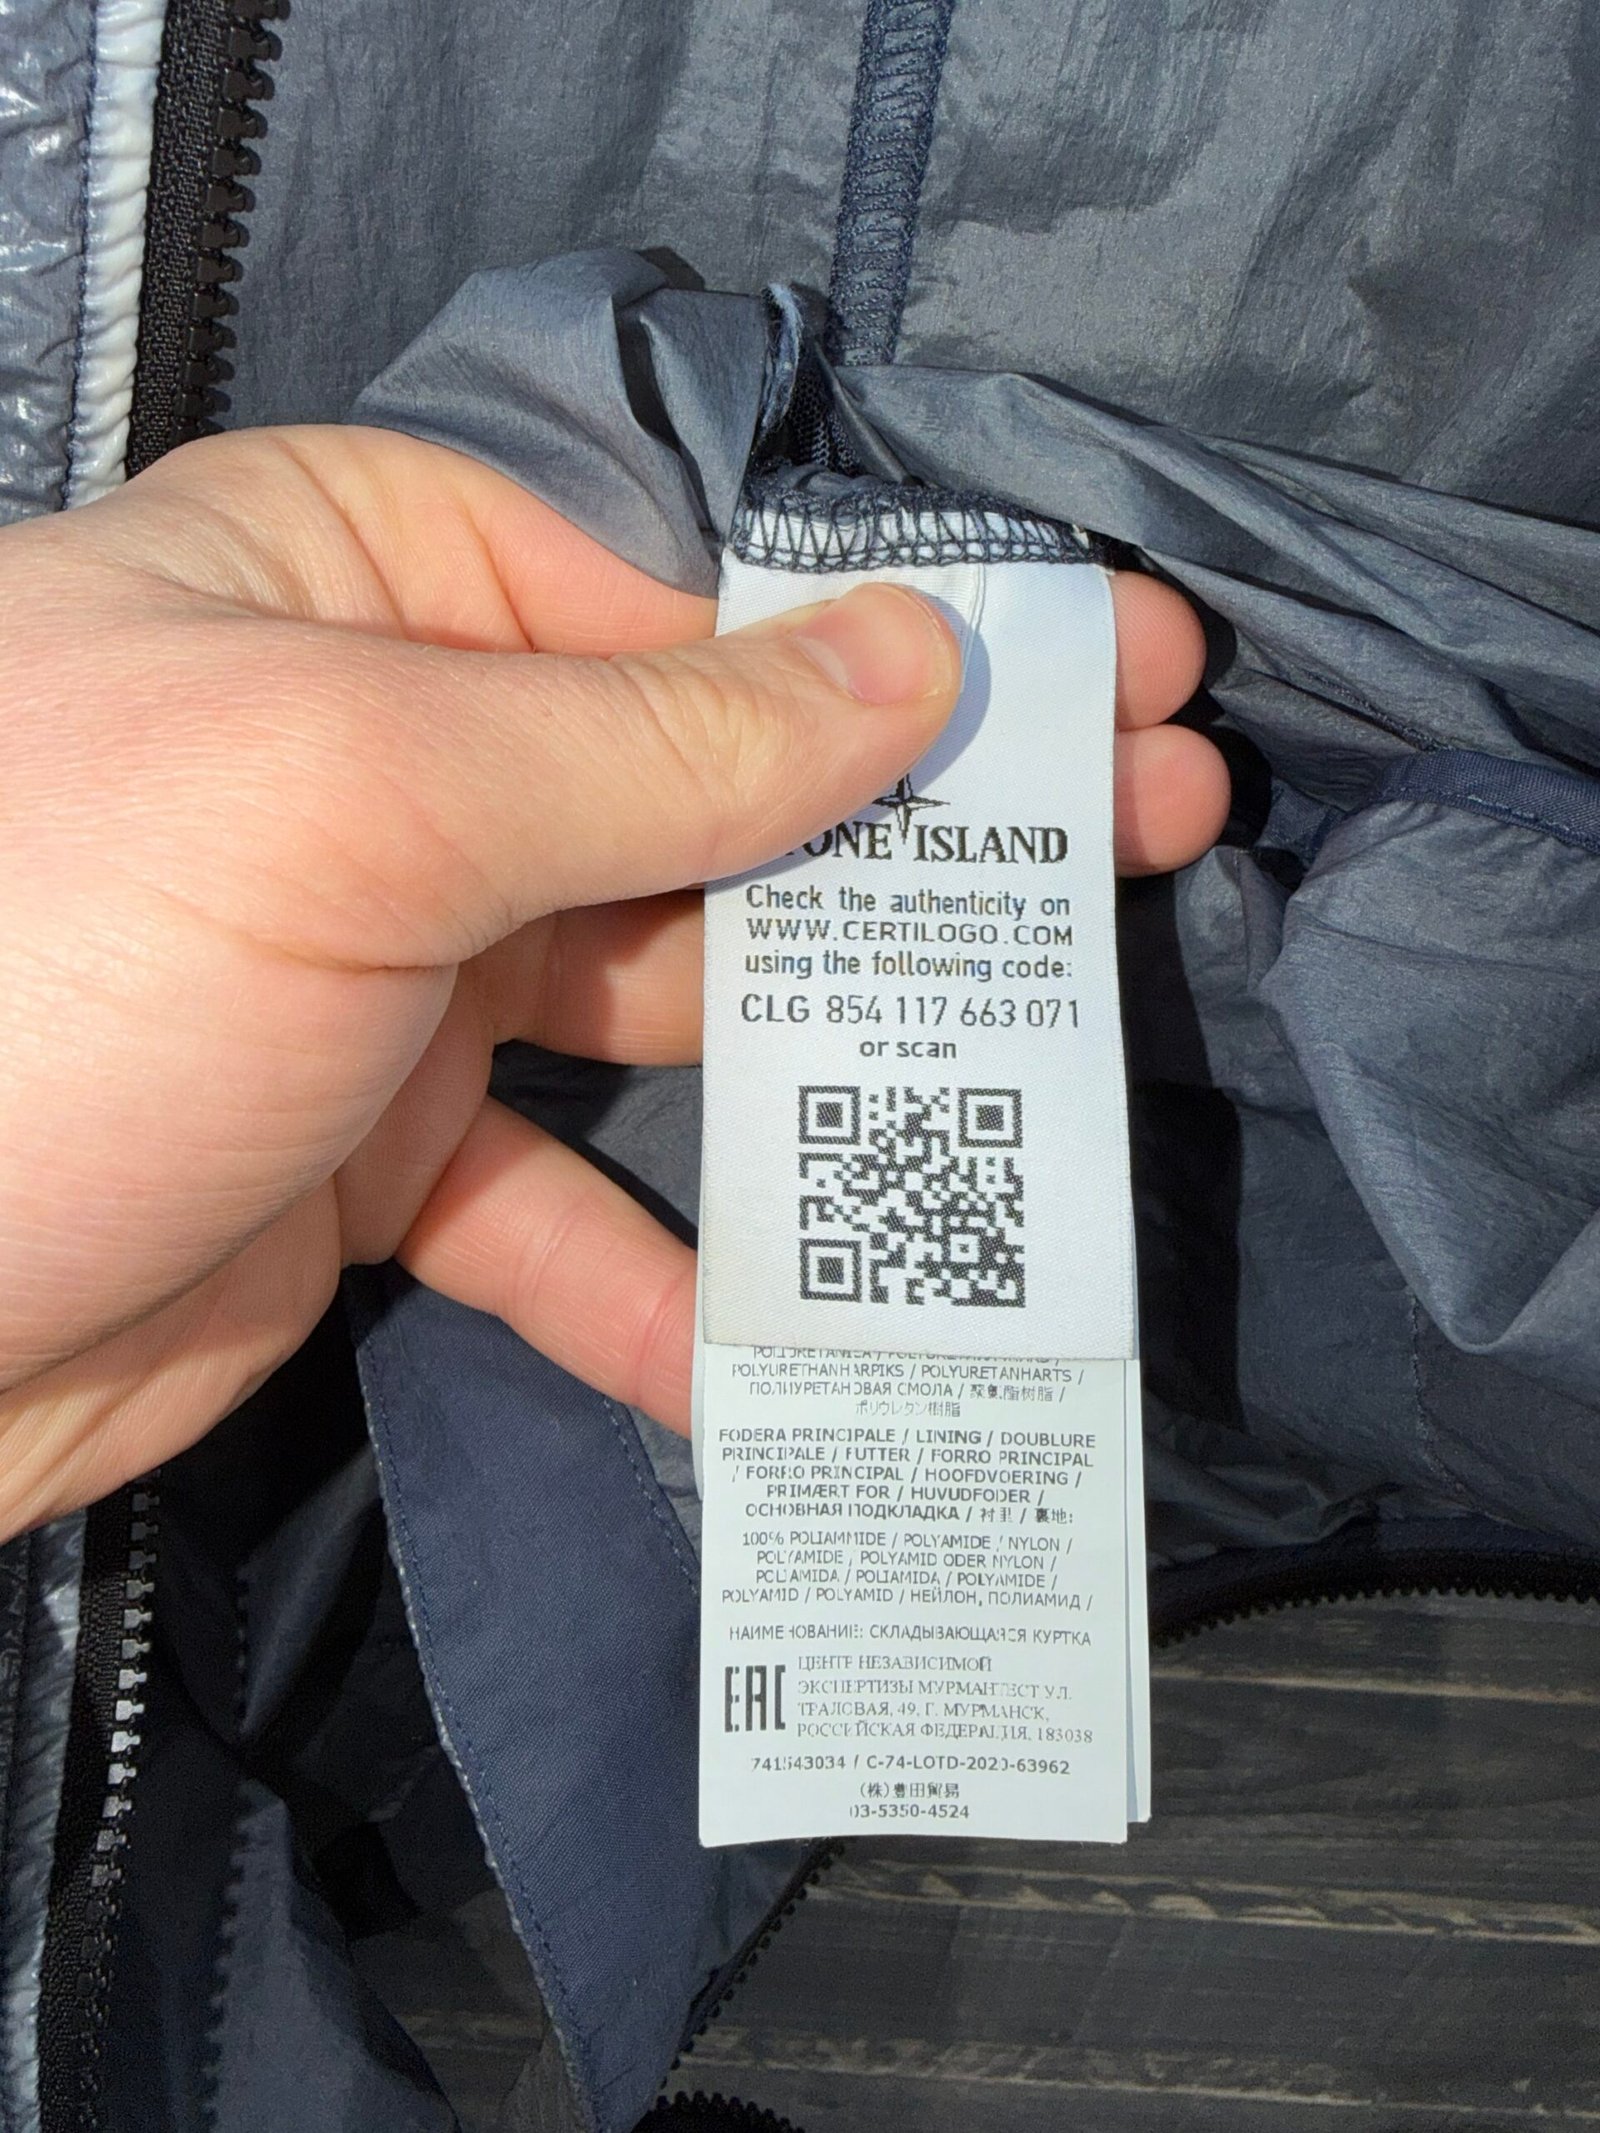 ONE ISLAND
Check the authenticity on
WWW.CERTILOGO.COM
using the following code:
CLG 854 117 663 071
or scan
POLYURETHANHARPIKS / POLYURETANHARTS /
ПОЛИУРЕТАНОВАЯ СМОЛА / 聚氨酯树脂 /
ポリウレタン樹脂
FODERA PRINCIPALE / LINING / DOUBLURE
PRINCIPALE / FUTTER / FORRO PRINCIPAL
/ FORRO PRINCIPAL / HOOFDVOERING /
PRIMÆRT FOR / HUVUDFODER /
ОСНОВНАЯ ПОДКЛАДКА / 衬里 / 裏地:
100% POLIAMMIDE / POLYAMIDE / NYLON /
POLYAMIDE / POLYAMID ODER NYLON /
POLIAMIDA / POLIAMIDA / POLYAMIDE /
POLYAMID / POLYAMID / НЕЙЛОН, ПОЛИАМИД /
НАИМЕНОВАНИЕ: СКЛАДЫВАЮЩАЯСЯ КУРТКА
EAC
ЦЕНТР НЕЗАВИСИМОЙ
ЭКСПЕРТИЗЫ МУРМАНТЕСТ УЛ.
ТРАЛОВАЯ, 49, Г. МУРМАНСК,
РОССИЙСКАЯ ФЕДЕРАЦИЯ, 183038
741543034 / C-74-LOTD-2020-63962
(株)豊田貿易
03-5350-4524